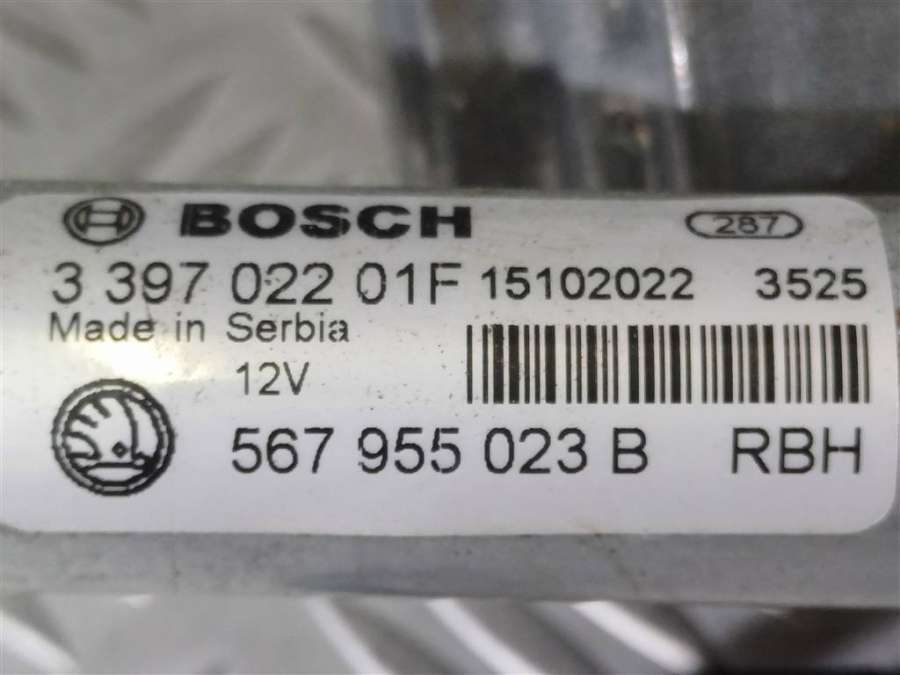 BOSCH 287
3 397 022 01F 15102022 3525
Made in Serbia
12V
567 955 023 B RBH